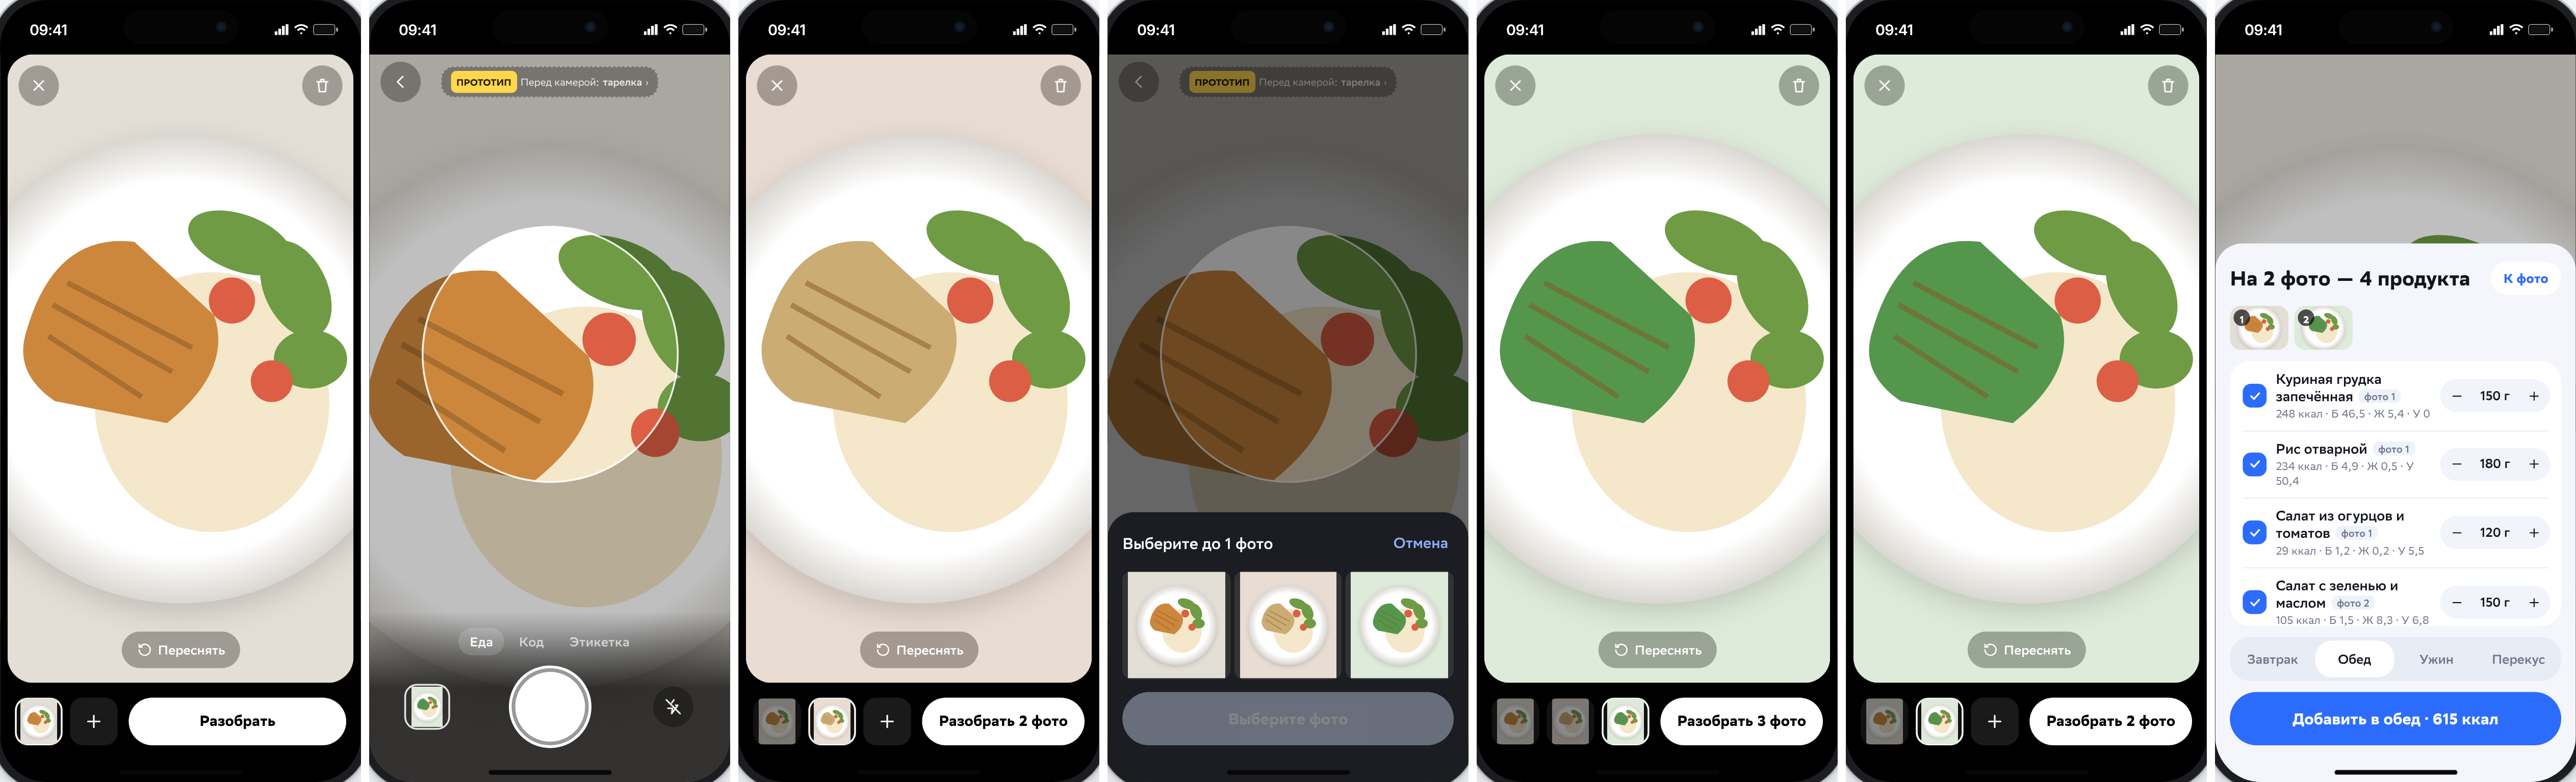 09:41
Переснять
Разобрать
09:41
ПРОТОТИП Перед камерой: тарелка ›
Еда Код Этикетка
09:41
Переснять
Разобрать 2 фото
09:41
ПРОТОТИП Перед камерой: тарелка ›
Выберите до 1 фото Отмена
Выберите фото
09:41
Переснять
Разобрать 3 фото
09:41
Переснять
Разобрать 2 фото
09:41
На 2 фото — 4 продукта К фото
1 2
Куриная грудка
запечённая фото 1
248 ккал · Б 46,5 · Ж 5,4 · У 0
− 150 г +
Рис отварной фото 1
234 ккал · Б 4,9 · Ж 0,5 · У
50,4
− 180 г +
Салат из огурцов и
томатов фото 1
29 ккал · Б 1,2 · Ж 0,2 · У 5,5
− 120 г +
Салат с зеленью и
маслом фото 2
105 ккал · Б 1,5 · Ж 8,3 · У 6,8
− 150 г +
Завтрак Обед Ужин Перекус
Добавить в обед · 615 ккал